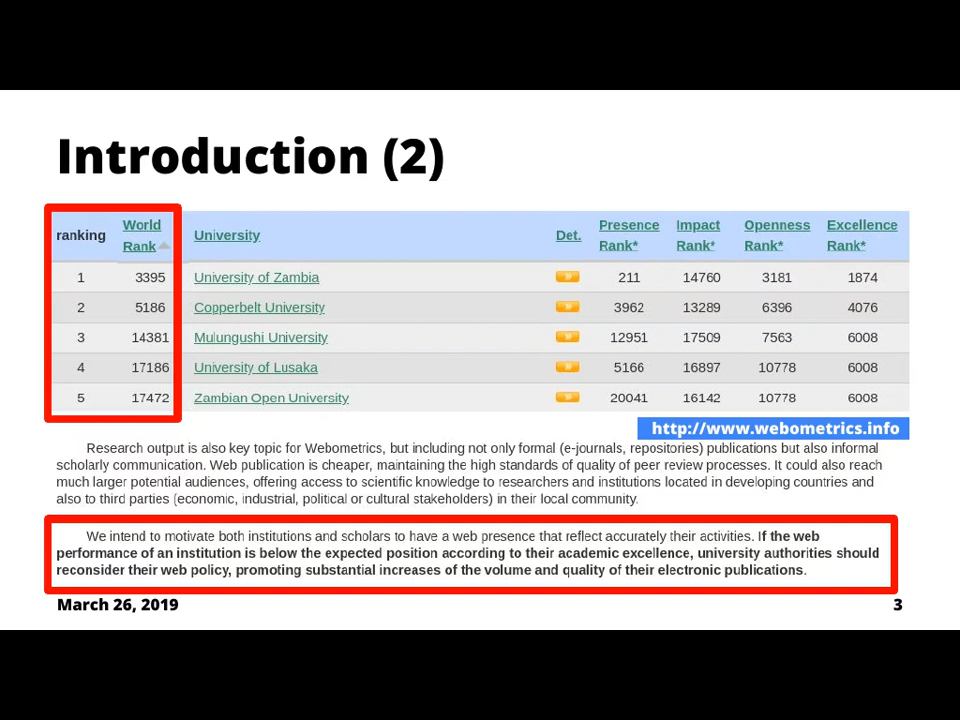 Introduction (2)
ranking World Rank University Det. Presence Rank* Impact Rank* Openness Rank* Excellence Rank*
1 3395 University of Zambia 211 14760 3181 1874
2 5186 Copperbelt University 3962 13289 6396 4076
3 14381 Mulungushi University 12951 17509 7563 6008
4 17186 University of Lusaka 5166 16897 10778 6008
5 17472 Zambian Open University 20041 16142 10778 6008
http://www.webometrics.info
Research output is also key topic for Webometrics, but including not only formal (e-journals, repositories) publications but also informal
scholarly communication. Web publication is cheaper, maintaining the high standards of quality of peer review processes. It could also reach
much larger potential audiences, offering access to scientific knowledge to researchers and institutions located in developing countries and
also to third parties (economic, industrial, political or cultural stakeholders) in their local community.
We intend to motivate both institutions and scholars to have a web presence that reflect accurately their activities. If the web
performance of an institution is below the expected position according to their academic excellence, university authorities should
reconsider their web policy, promoting substantial increases of the volume and quality of their electronic publications.
March 26, 2019
3